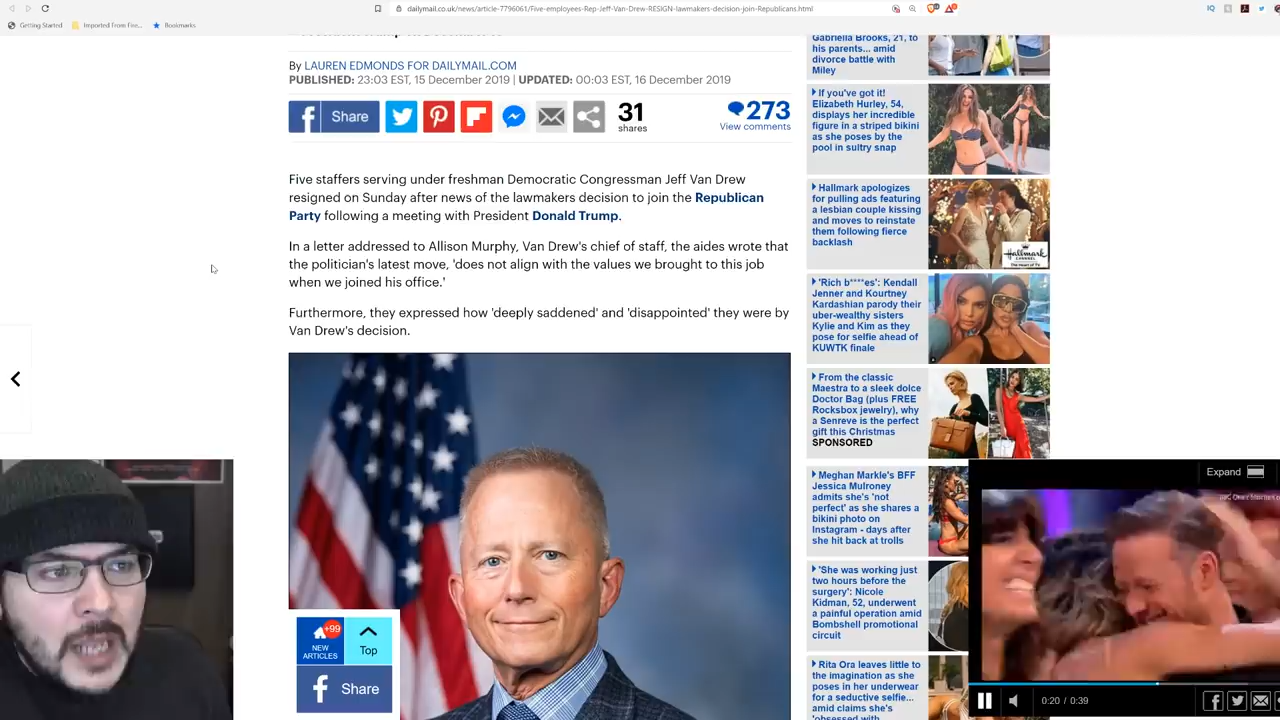 dailymail.co.uk/news/article-7796061/Five-employees-Rep-Jeff-Van-Drew-RESIGN-lawmakers-decision-join-Republicans.html
Getting Started
Imported From Fire...
Bookmarks
By LAUREN EDMONDS FOR DAILYMAIL.COM
PUBLISHED: 23:03 EST, 15 December 2019 | UPDATED: 00:03 EST, 16 December 2019
Share
31
shares
273
View comments
Five staffers serving under freshman Democratic Congressman Jeff Van Drew
resigned on Sunday after news of the lawmakers decision to join the Republican
Party following a meeting with President Donald Trump.
In a letter addressed to Allison Murphy, Van Drew's chief of staff, the aides wrote that
the politician's latest move, 'does not align with the values we brought to this job
when we joined his office.'
Furthermore, they expressed how 'deeply saddened' and 'disappointed' they were by
Van Drew's decision.
+99
NEW
ARTICLES
Top
Share
Gabriella Brooks, 21, to
his parents... amid
divorce battle with
Miley
If you've got it!
Elizabeth Hurley, 54,
displays her incredible
figure in a striped bikini
as she poses by the
pool in sultry snap
Hallmark apologizes
for pulling ads featuring
a lesbian couple kissing
and moves to reinstate
them following fierce
backlash
Hallmark
CHANNEL
'Rich b****es': Kendall
Jenner and Kourtney
Kardashian parody their
uber-wealthy sisters
Kylie and Kim as they
pose for selfie ahead of
KUWTK finale
From the classic
Maestra to a sleek dolce
Doctor Bag (plus FREE
Rocksbox jewelry), why
a Senreve is the perfect
gift this Christmas
SPONSORED
Meghan Markle's BFF
Jessica Mulroney
admits she's 'not
perfect' as she shares a
bikini photo on
Instagram - days after
she hit back at trolls
'She was working just
two hours before the
surgery': Nicole
Kidman, 52, underwent
a painful operation amid
Bombshell promotional
circuit
Rita Ora leaves little to
the imagination as she
poses in her underwear
for a seductive selfie...
amid claims she's
'obsessed with
Expand
0:20 / 0:39